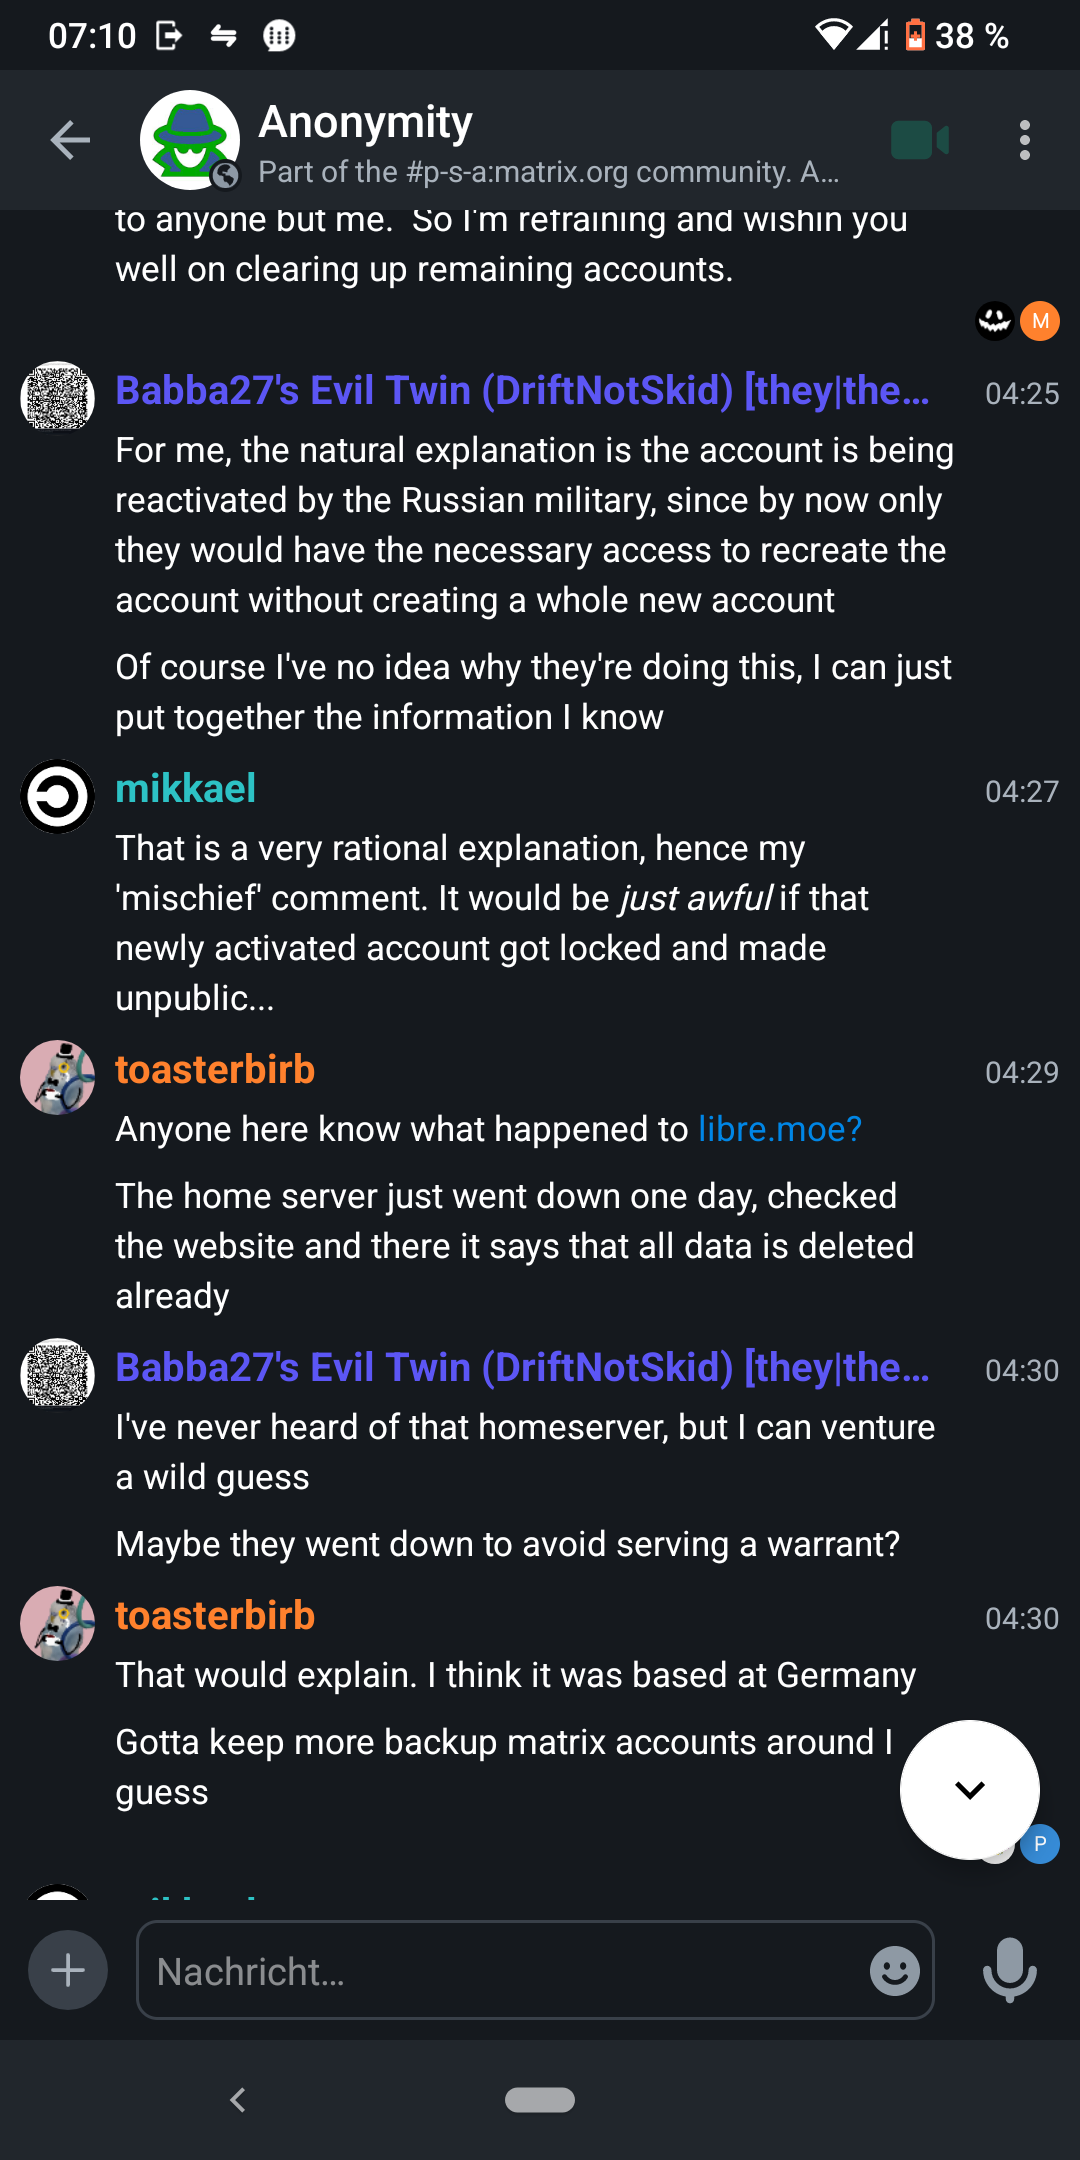 07:10
38 %
Anonymity
Part of the #p-s-a:matrix.org community. A...
to anyone but me.  So I'm refraining and wishin you
well on clearing up remaining accounts.
M
Babba27's Evil Twin (DriftNotSkid) [they|the...
04:25
For me, the natural explanation is the account is being
reactivated by the Russian military, since by now only
they would have the necessary access to recreate the
account without creating a whole new account
Of course I've no idea why they're doing this, I can just
put together the information I know
mikkael
04:27
That is a very rational explanation, hence my
'mischief' comment. It would be just awful if that
newly activated account got locked and made
unpublic...
toasterbirb
04:29
Anyone here know what happened to libre.moe?
The home server just went down one day, checked
the website and there it says that all data is deleted
already
Babba27's Evil Twin (DriftNotSkid) [they|the...
04:30
I've never heard of that homeserver, but I can venture
a wild guess
Maybe they went down to avoid serving a warrant?
toasterbirb
04:30
That would explain. I think it was based at Germany
Gotta keep more backup matrix accounts around I
guess
P
Nachricht...